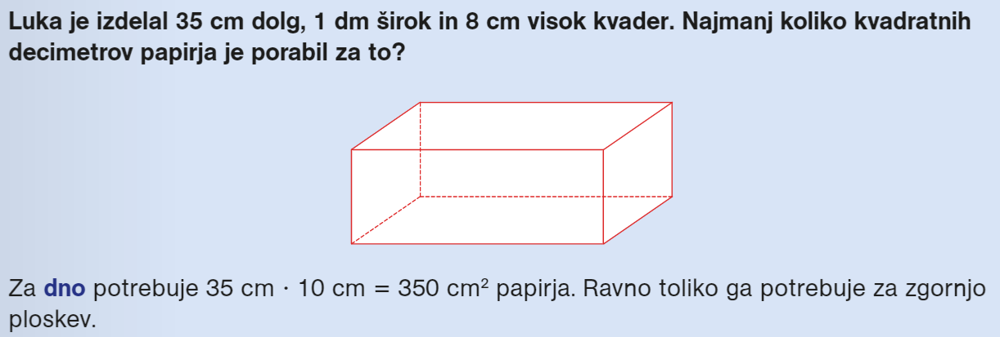 Luka je izdelal 35 cm dolg, 1 dm širok in 8 cm visok kvader. Najmanj koliko kvadratnih
decimetrov papirja je porabil za to?
Za dno potrebuje 35 cm · 10 cm = 350 cm² papirja. Ravno toliko ga potrebuje za zgornjo
ploskev.